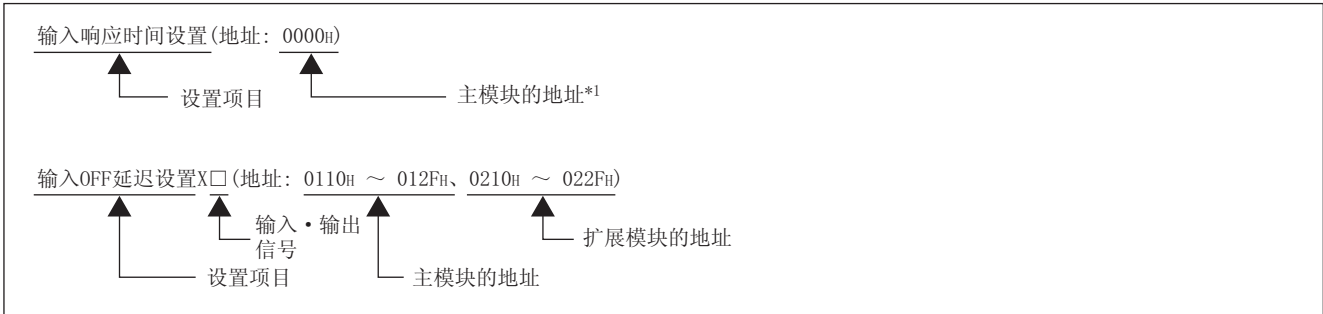 输入响应时间设置(地址: 0000H)
设置项目
主模块的地址*1
输入OFF延迟设置X□(地址: 0110H ～ 012FH、0210H ～ 022FH)
输入・输出
信号
扩展模块的地址
设置项目
主模块的地址